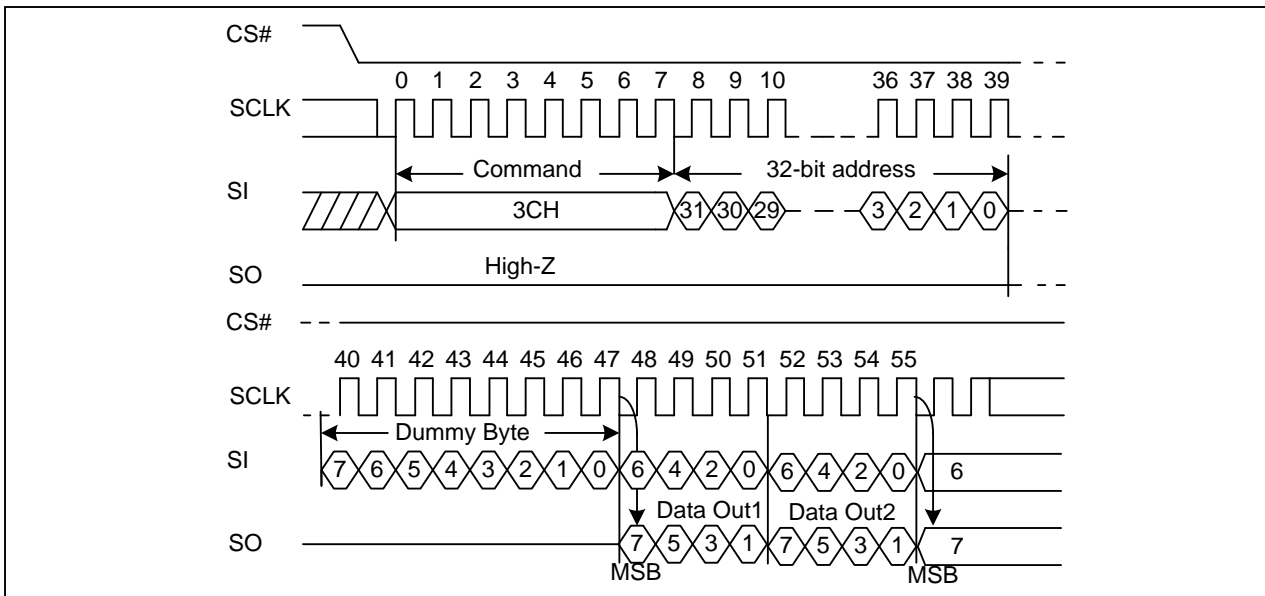 CS#
0 1 2 3 4 5 6 7 8 9 10 36 37 38 39
SCLK
Command 32-bit address
SI
3CH 31 30 29 3 2 1 0
High-Z
SO
CS#
40 41 42 43 44 45 46 47 48 49 50 51 52 53 54 55
SCLK
Dummy Byte
SI
7 6 5 4 3 2 1 0 6 4 2 0 6 4 2 0 6
Data Out1 Data Out2
SO
7 5 3 1 7 5 3 1 7
MSB MSB